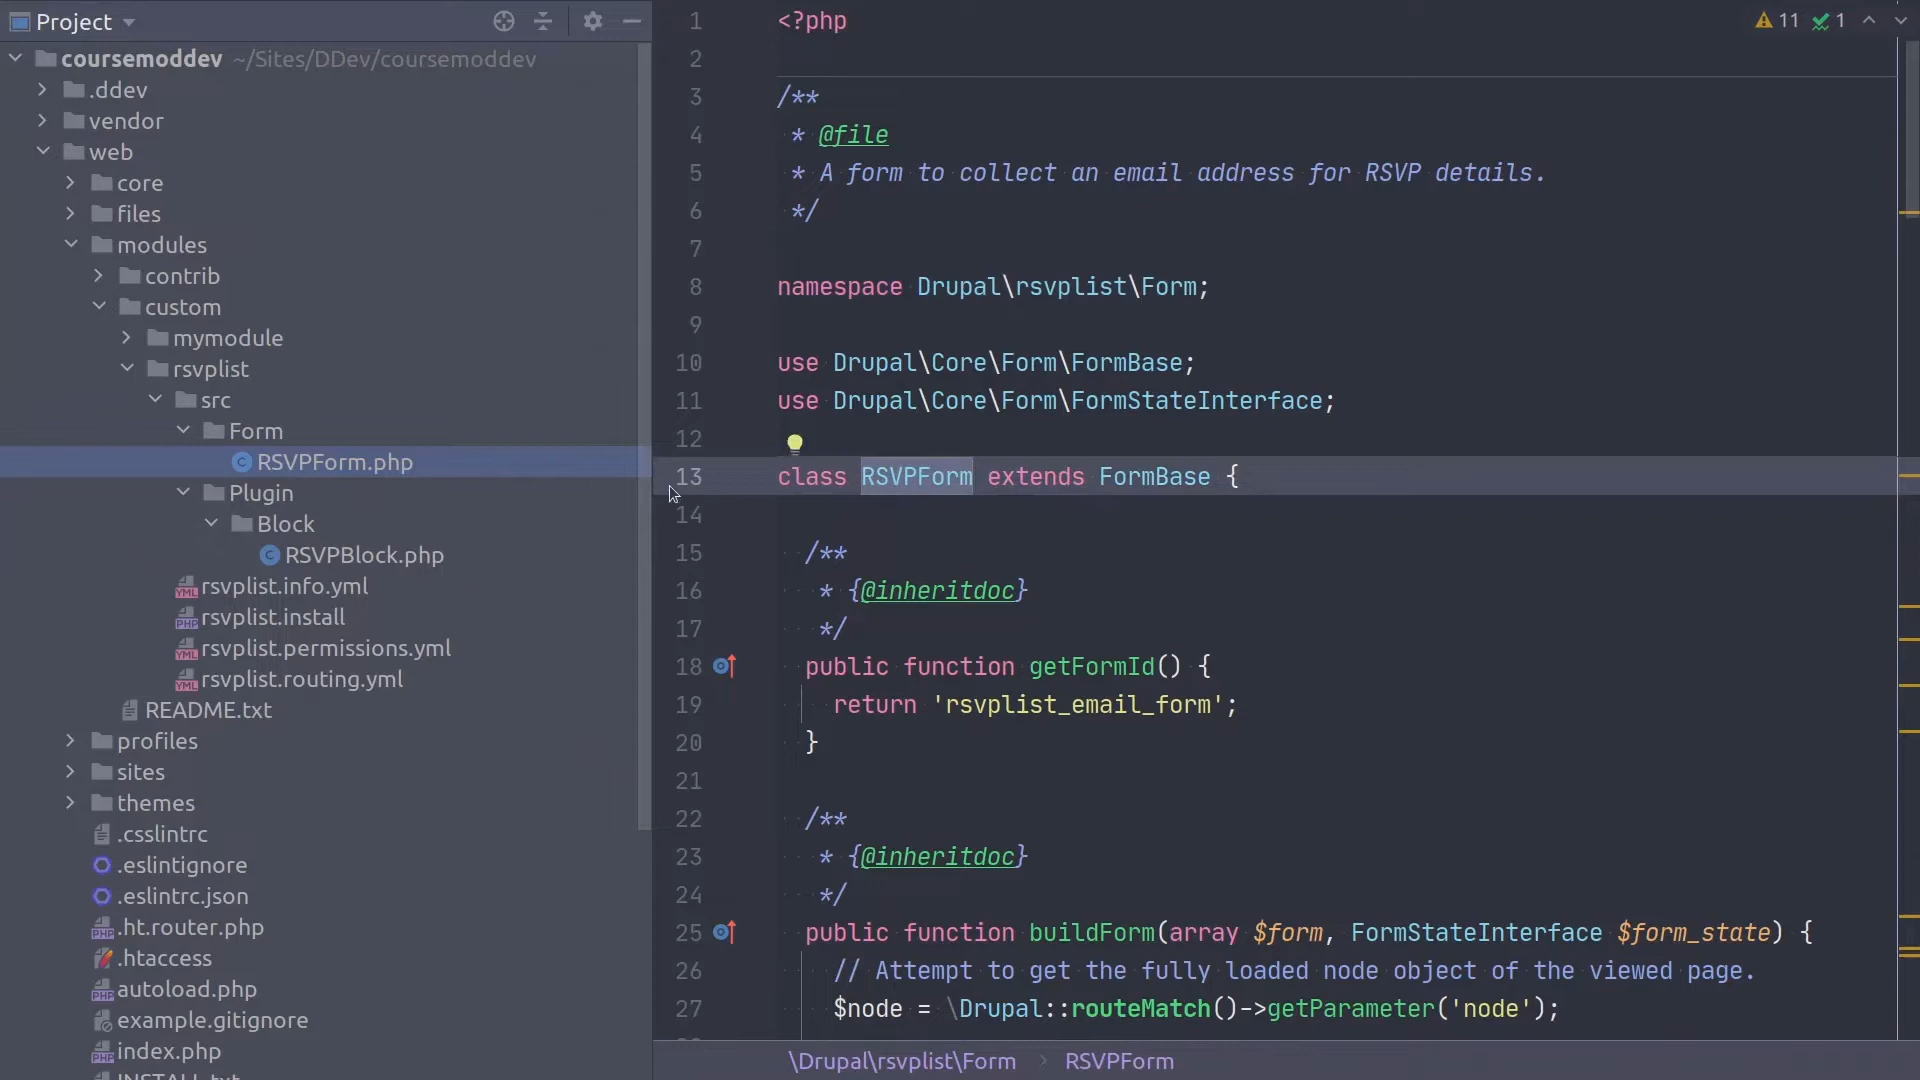 Project
coursemoddev ~/Sites/DDev/coursemoddev
.ddev
vendor
web
core
files
modules
contrib
custom
mymodule
rsvplist
src
Form
RSVPForm.php
Plugin
Block
RSVPBlock.php
rsvplist.info.yml
rsvplist.install
rsvplist.permissions.yml
rsvplist.routing.yml
README.txt
profiles
sites
themes
.csslintrc
.eslintignore
.eslintrc.json
.ht.router.php
.htaccess
autoload.php
example.gitignore
index.php
INSTALL.txt
11 1
1 <?php
2
3 /**
4 * @file
5 * A form to collect an email address for RSVP details.
6 */
7
8 namespace Drupal\rsvplist\Form;
9
10 use Drupal\Core\Form\FormBase;
11 use Drupal\Core\Form\FormStateInterface;
12
13 class RSVPForm extends FormBase {
14
15 /**
16 * {@inheritdoc}
17 */
18 public function getFormId() {
19 return 'rsvplist_email_form';
20 }
21
22 /**
23 * {@inheritdoc}
24 */
25 public function buildForm(array $form, FormStateInterface $form_state) {
26 // Attempt to get the fully loaded node object of the viewed page.
27 $node = \Drupal::routeMatch()->getParameter('node');
\Drupal\rsvplist\Form › RSVPForm